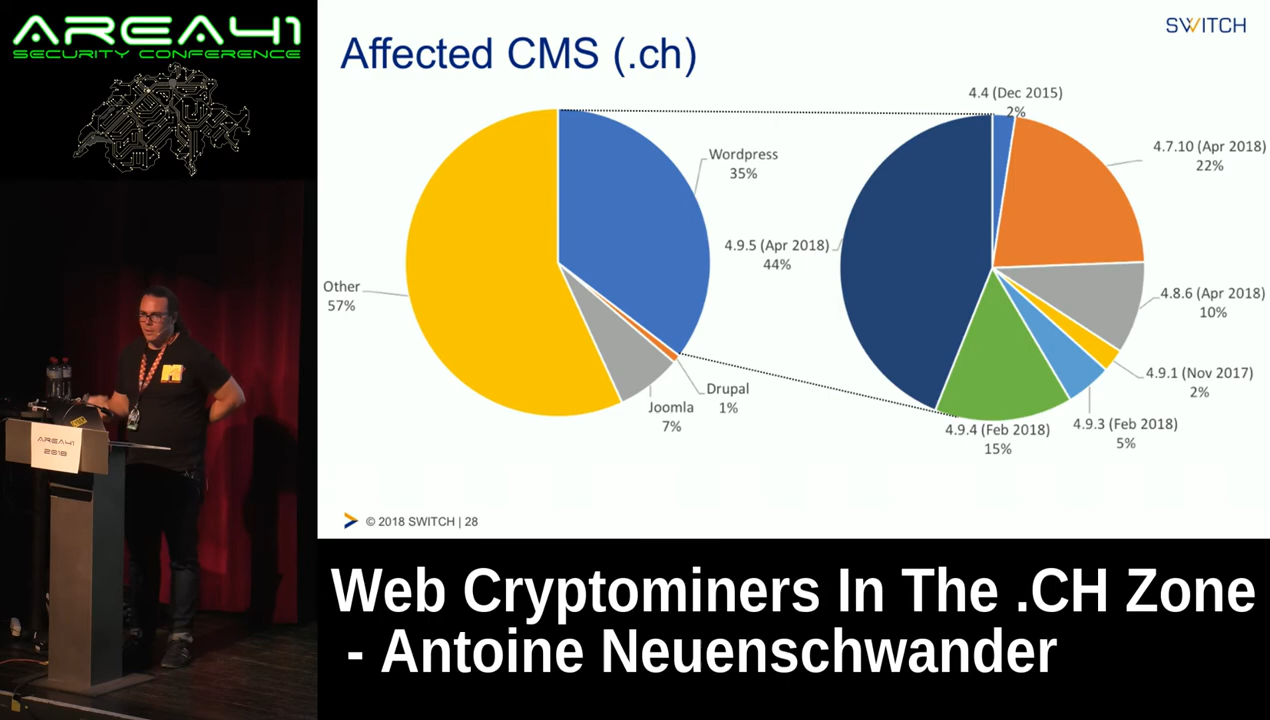 AREA41
SECURITY CONFERENCE
SWITCH
Affected CMS (.ch)
Wordpress
35%
Other
57%
Drupal
1%
Joomla
7%
4.4 (Dec 2015)
2%
4.7.10 (Apr 2018)
22%
4.9.5 (Apr 2018)
44%
4.8.6 (Apr 2018)
10%
4.9.1 (Nov 2017)
2%
4.9.3 (Feb 2018)
5%
4.9.4 (Feb 2018)
15%
© 2018 SWITCH | 28
AREA41
2018
Web Cryptominers In The .CH Zone
- Antoine Neuenschwander